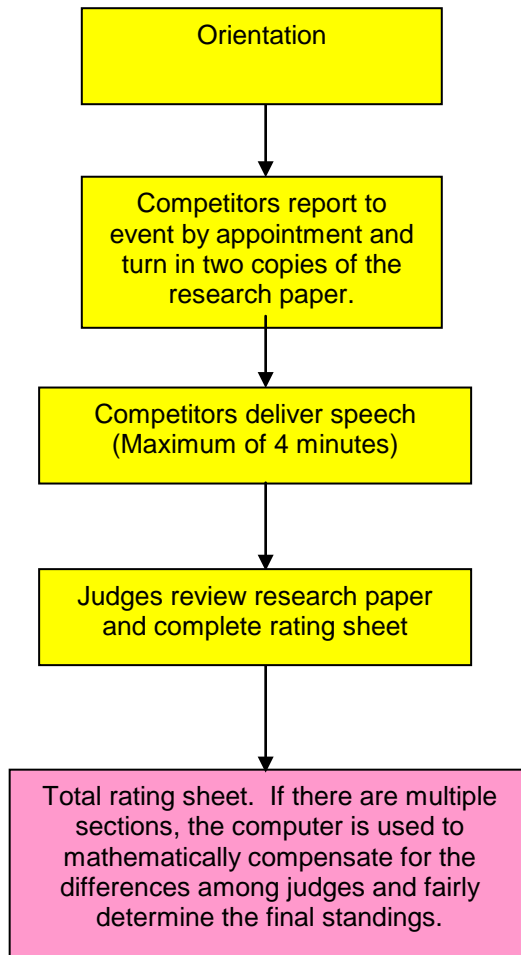 Orientation
Competitors report to
event by appointment and
turn in two copies of the
research paper.
Competitors deliver speech
(Maximum of 4 minutes)
Judges review research paper
and complete rating sheet
Total rating sheet.  If there are multiple
sections, the computer is used to
mathematically compensate for the
differences among judges and fairly
determine the final standings.